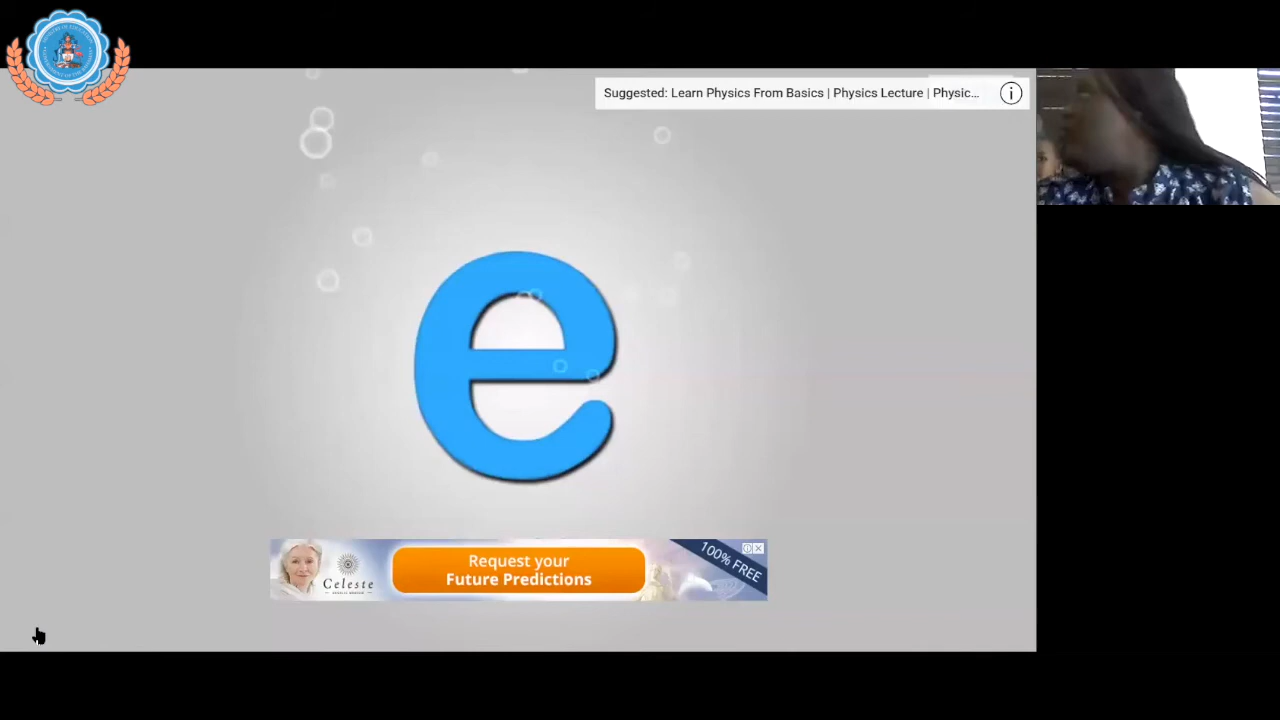 Suggested: Learn Physics From Basics | Physics Lecture | Physic...
e
Request your
Future Predictions
Celeste
100% FREE